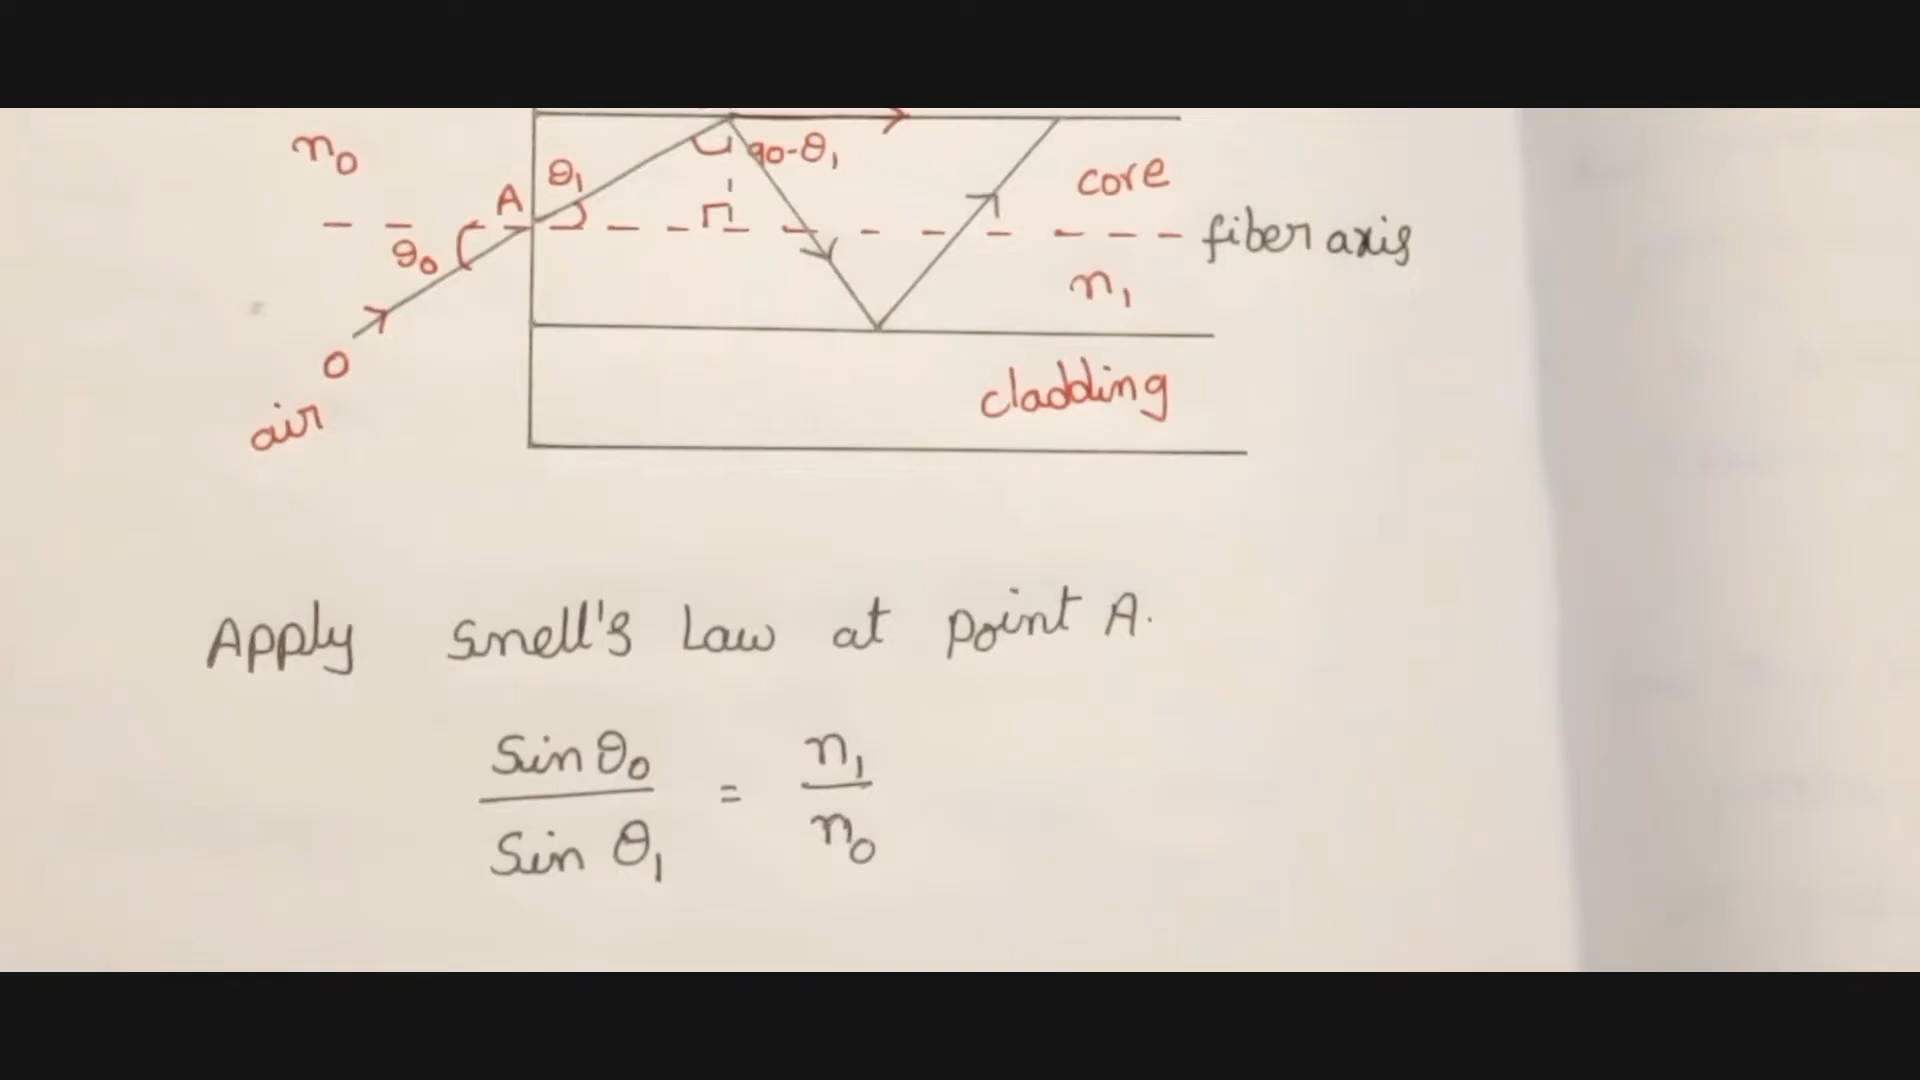 n₀
θ₁
90-θ₁
core
A
fiber axis
θ₀
n₁
O
cladding
air
Apply Snell's Law at point A.
Sin θ₀ / Sin θ₁ = n₁ / n₀